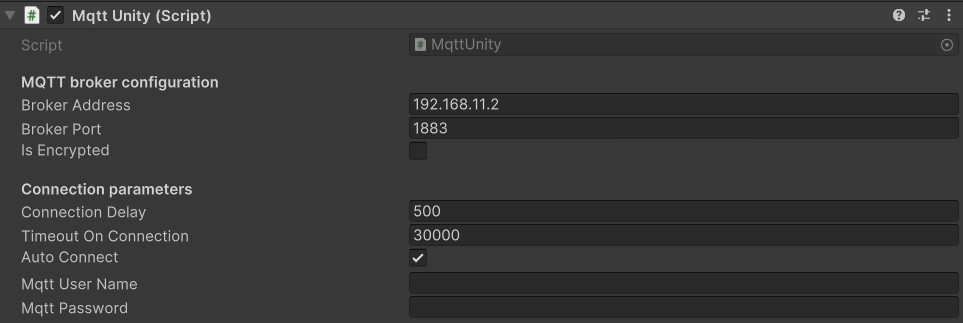 Mqtt Unity (Script)
Script MqttUnity
MQTT broker configuration
Broker Address 192.168.11.2
Broker Port 1883
Is Encrypted
Connection parameters
Connection Delay 500
Timeout On Connection 30000
Auto Connect
Mqtt User Name
Mqtt Password